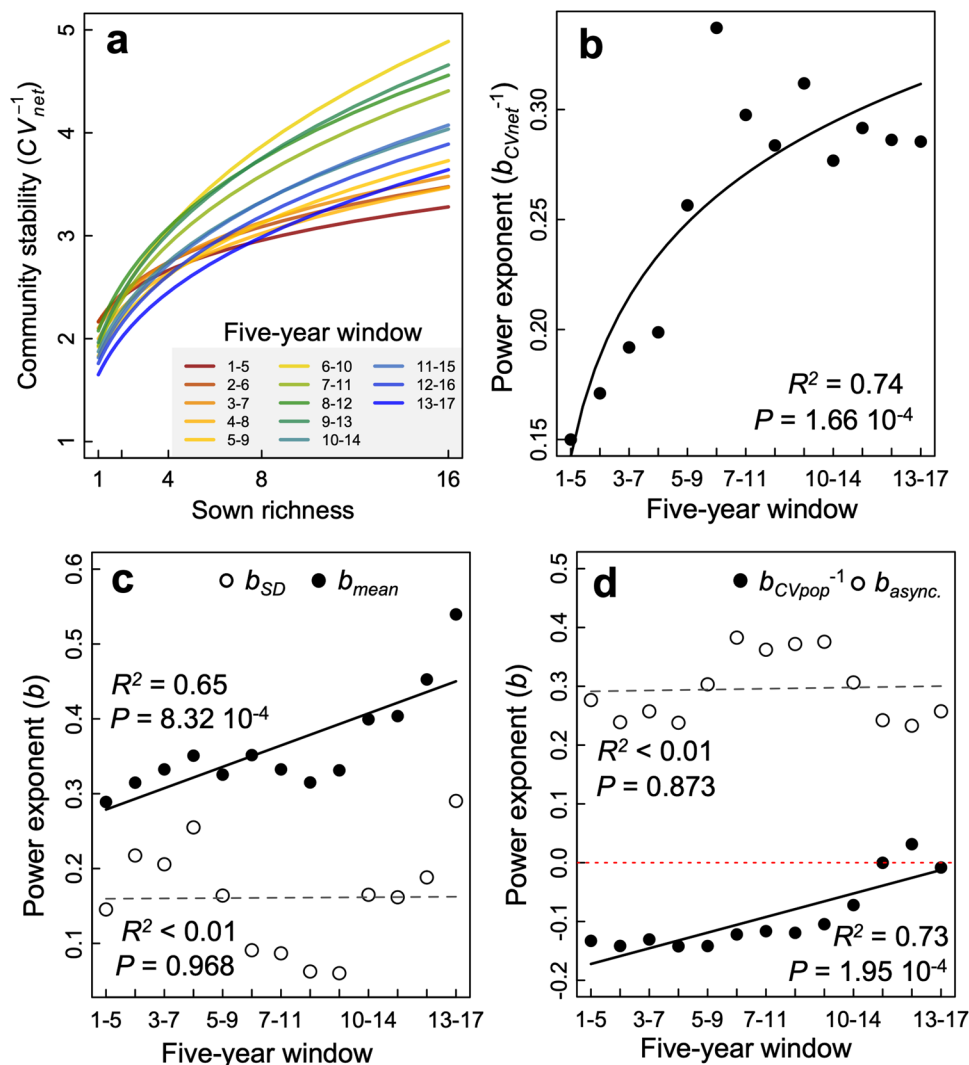 a
Community stability (CV⁻¹net)
5
4
3
2
1
Five-year window
1-5 6-10 11-15
2-6 7-11 12-16
3-7 8-12 13-17
4-8 9-13
5-9 10-14
1 4 8 16
Sown richness
b
Power exponent (bCVnet⁻¹)
0.30
0.25
0.20
0.15
R² = 0.74
P = 1.66 10⁻⁴
1-5 3-7 5-9 7-11 10-14 13-17
Five-year window
c
bSD bmean
Power exponent (b)
0.6
0.5
0.4
0.3
0.2
0.1
R² = 0.65
P = 8.32 10⁻⁴
R² < 0.01
P = 0.968
1-5 3-7 5-9 7-11 10-14 13-17
Five-year window
d
bCVpop⁻¹ basync.
Power exponent (b)
0.5
0.4
0.3
0.2
0.1
0.0
-0.1
-0.2
R² < 0.01
P = 0.873
R² = 0.73
P = 1.95 10⁻⁴
1-5 3-7 5-9 7-11 10-14 13-17
Five-year window